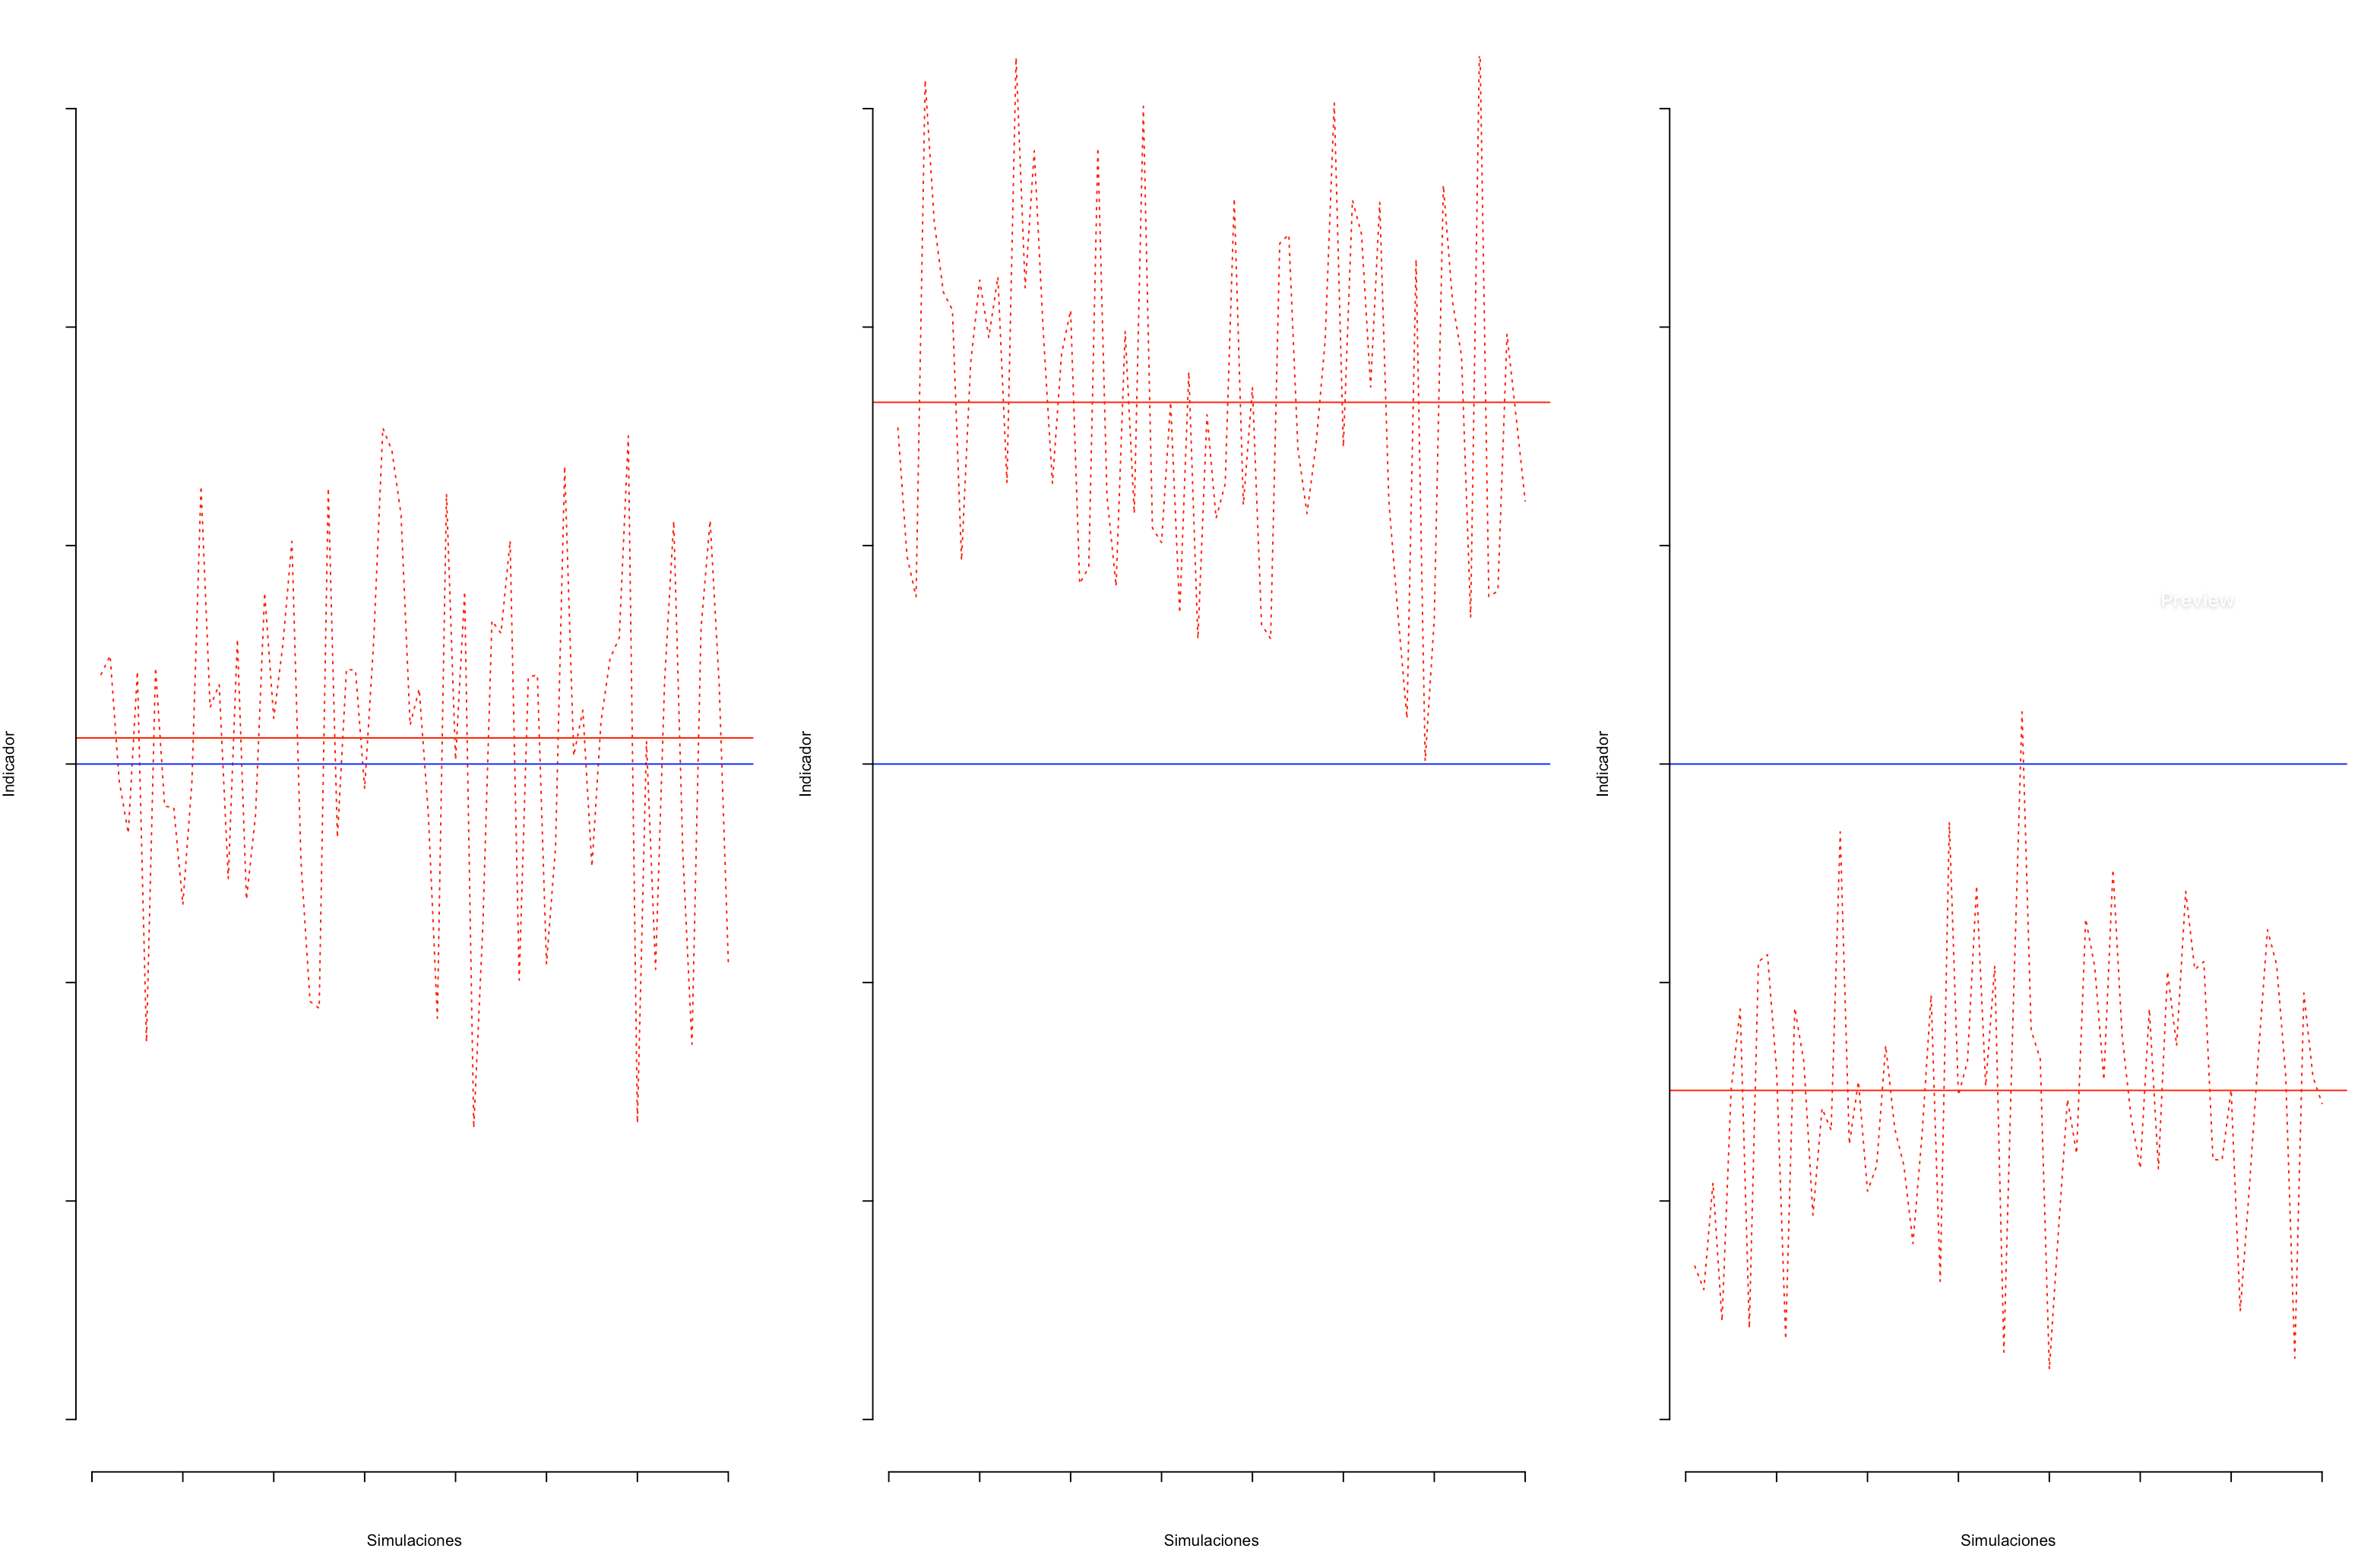 Indicador
Simulaciones
Indicador
Simulaciones
Indicador
Preview
Simulaciones